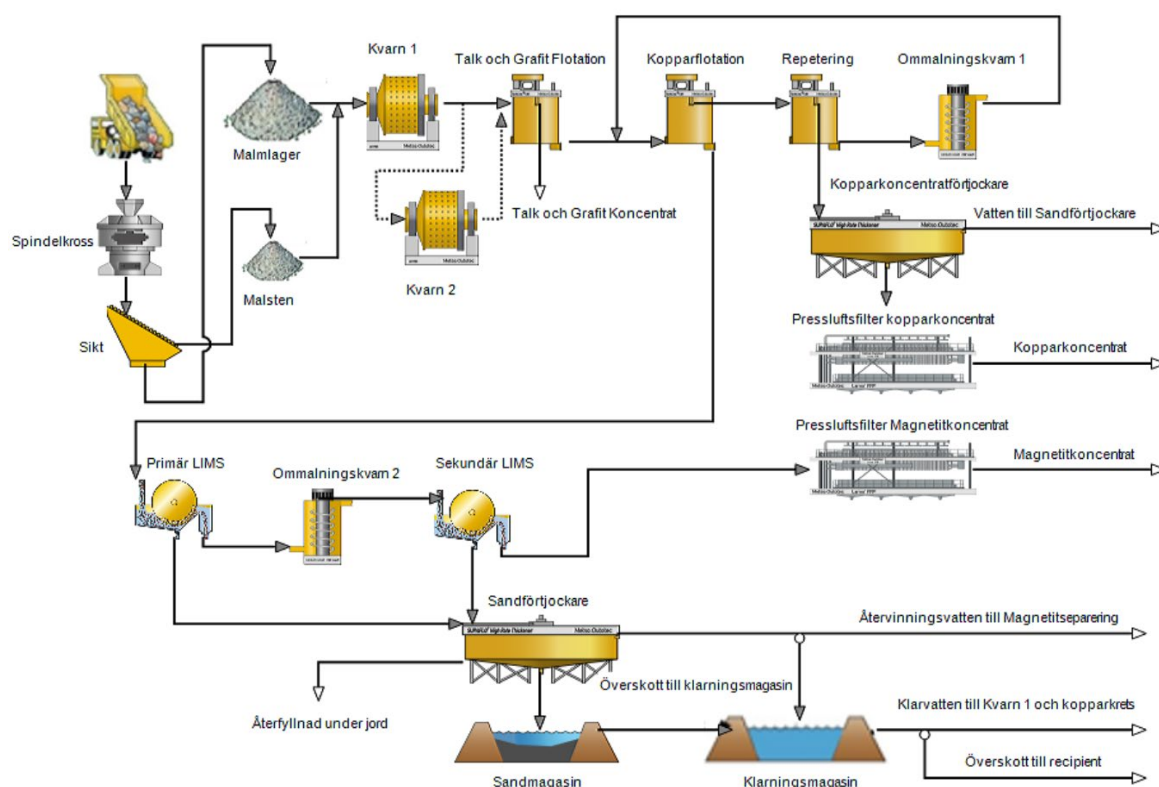 Kvarn 1
Talk och Grafit Flotation
Kopparflotation
Repetering
Ommalningskvarn 1
Malmlager
Kvarn 2
Talk och Grafit Koncentrat
Kopparkoncentratförtjockare
Vatten till Sandförtjockare
Spindelkross
Malsten
Sikt
Pressluftsfilter kopparkoncentrat
Kopparkoncentrat
Pressluftsfilter Magnetitkoncentrat
Magnetitkoncentrat
Primär LIMS
Ommalningskvarn 2
Sekundär LIMS
Sandförtjockare
Återvinningsvatten till Magnetitseparering
Överskott till klarningsmagasin
Återfyllnad under jord
Klarvatten till Kvarn 1 och kopparkrets
Överskott till recipient
Sandmagasin
Klarningsmagasin